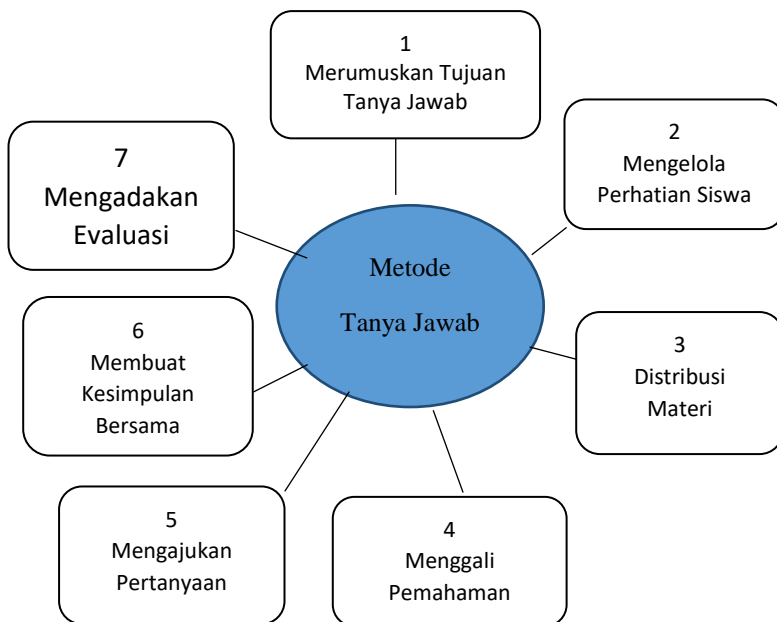 1
Merumuskan Tujuan
Tanya Jawab
2
Mengelola
Perhatian Siswa
7
Mengadakan
Evaluasi
Metode
Tanya Jawab
3
Distribusi
Materi
6
Membuat
Kesimpulan
Bersama
5
Mengajukan
Pertanyaan
4
Menggali
Pemahaman